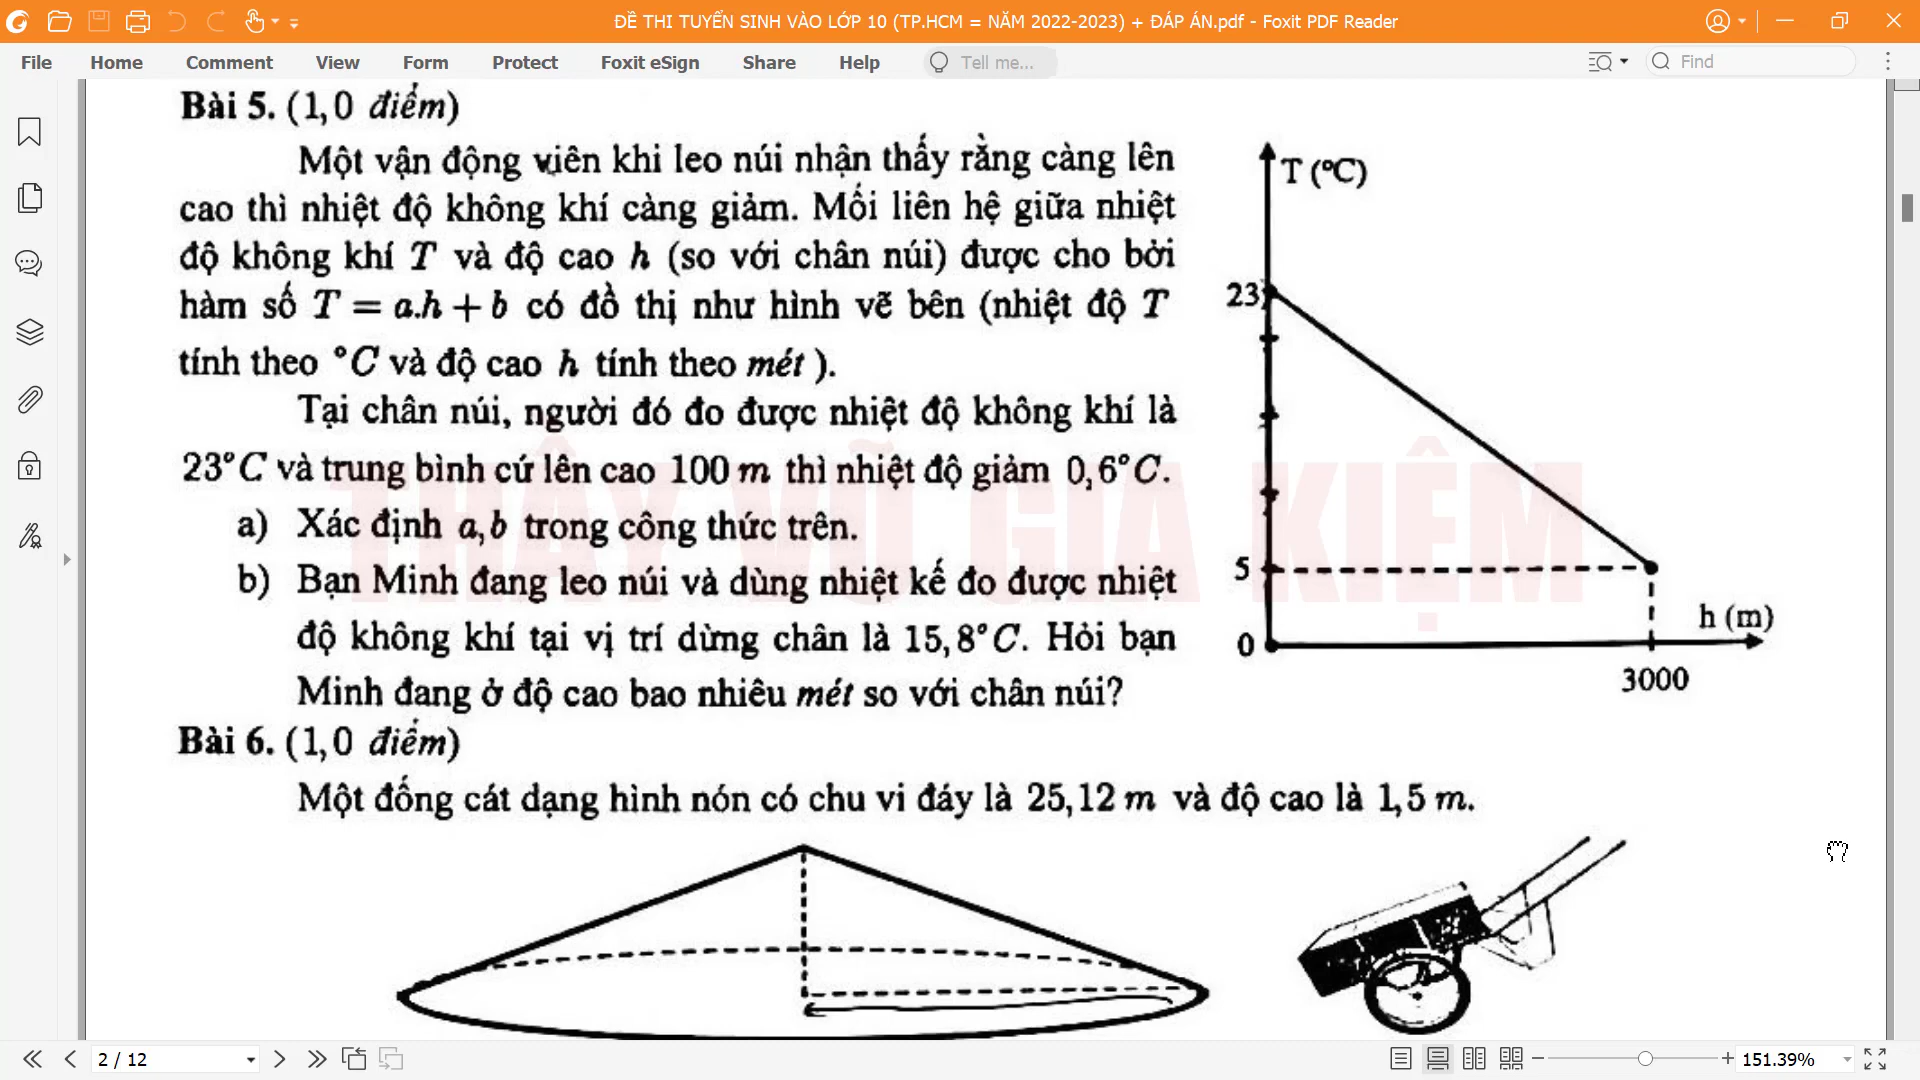 ĐỀ THI TUYỂN SINH VÀO LỚP 10 (TP.HCM = NĂM 2022-2023) + ĐÁP ÁN.pdf - Foxit PDF Reader
File Home Comment View Form Protect Foxit eSign Share Help Tell me... Find
Bài 5. (1,0 điểm)
Một vận động viên khi leo núi nhận thấy rằng càng lên
cao thì nhiệt độ không khí càng giảm. Mối liên hệ giữa nhiệt
độ không khí T và độ cao h (so với chân núi) được cho bởi
hàm số T = a.h + b có đồ thị như hình vẽ bên (nhiệt độ T
tính theo °C và độ cao h tính theo mét ).
Tại chân núi, người đó đo được nhiệt độ không khí là
23°C và trung bình cứ lên cao 100 m thì nhiệt độ giảm 0,6°C.
a) Xác định a,b trong công thức trên.
b) Bạn Minh đang leo núi và dùng nhiệt kế đo được nhiệt
độ không khí tại vị trí dừng chân là 15,8°C. Hỏi bạn
Minh đang ở độ cao bao nhiêu mét so với chân núi?
T (°C)
23
5
0
h (m)
3000
THẦY VŨ GIA KIỆM
Bài 6. (1,0 điểm)
Một đống cát dạng hình nón có chu vi đáy là 25,12 m và độ cao là 1,5 m.
2 / 12
151.39%